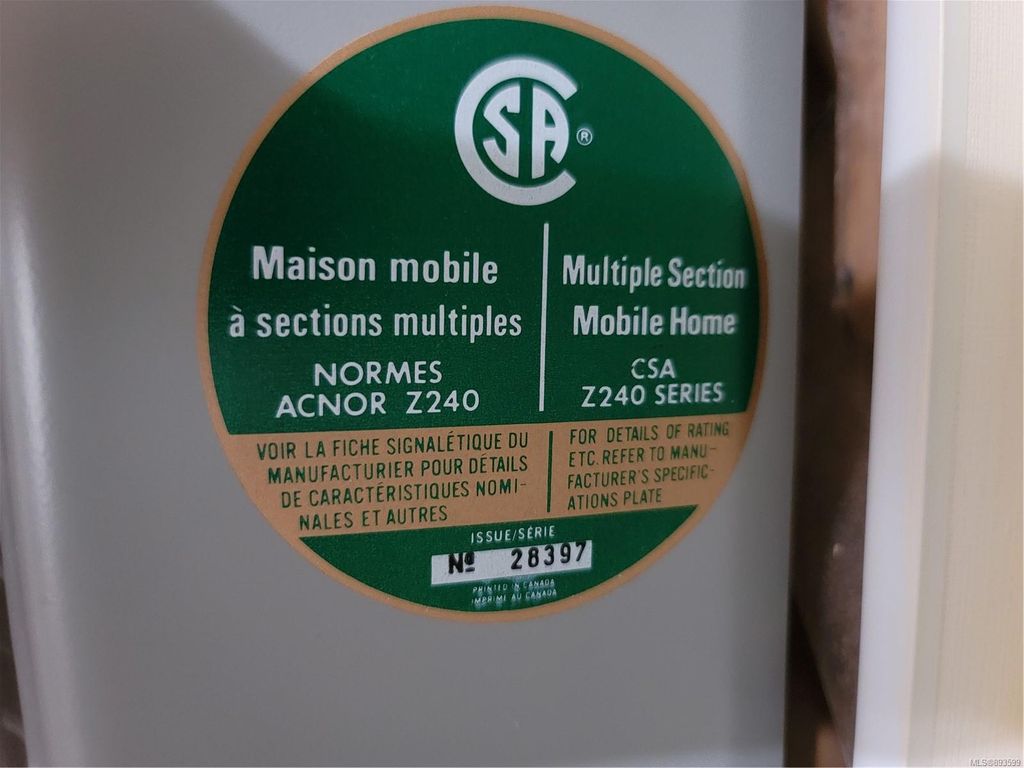 CSA ®
Maison mobile
à sections multiples
NORMES
ACNOR Z240
Multiple Section
Mobile Home
CSA
Z240 SERIES
VOIR LA FICHE SIGNALÉTIQUE DU
MANUFACTURIER POUR DÉTAILS
DE CARACTÉRISTIQUES NOMI-
NALES ET AUTRES
FOR DETAILS OF RATING
ETC. REFER TO MANU-
FACTURER'S SPECIFIC-
ATIONS PLATE
ISSUE/SÉRIE
Nº 28397
PRINTED IN CANADA
IMPRIMÉ AU CANADA
MLS®893599